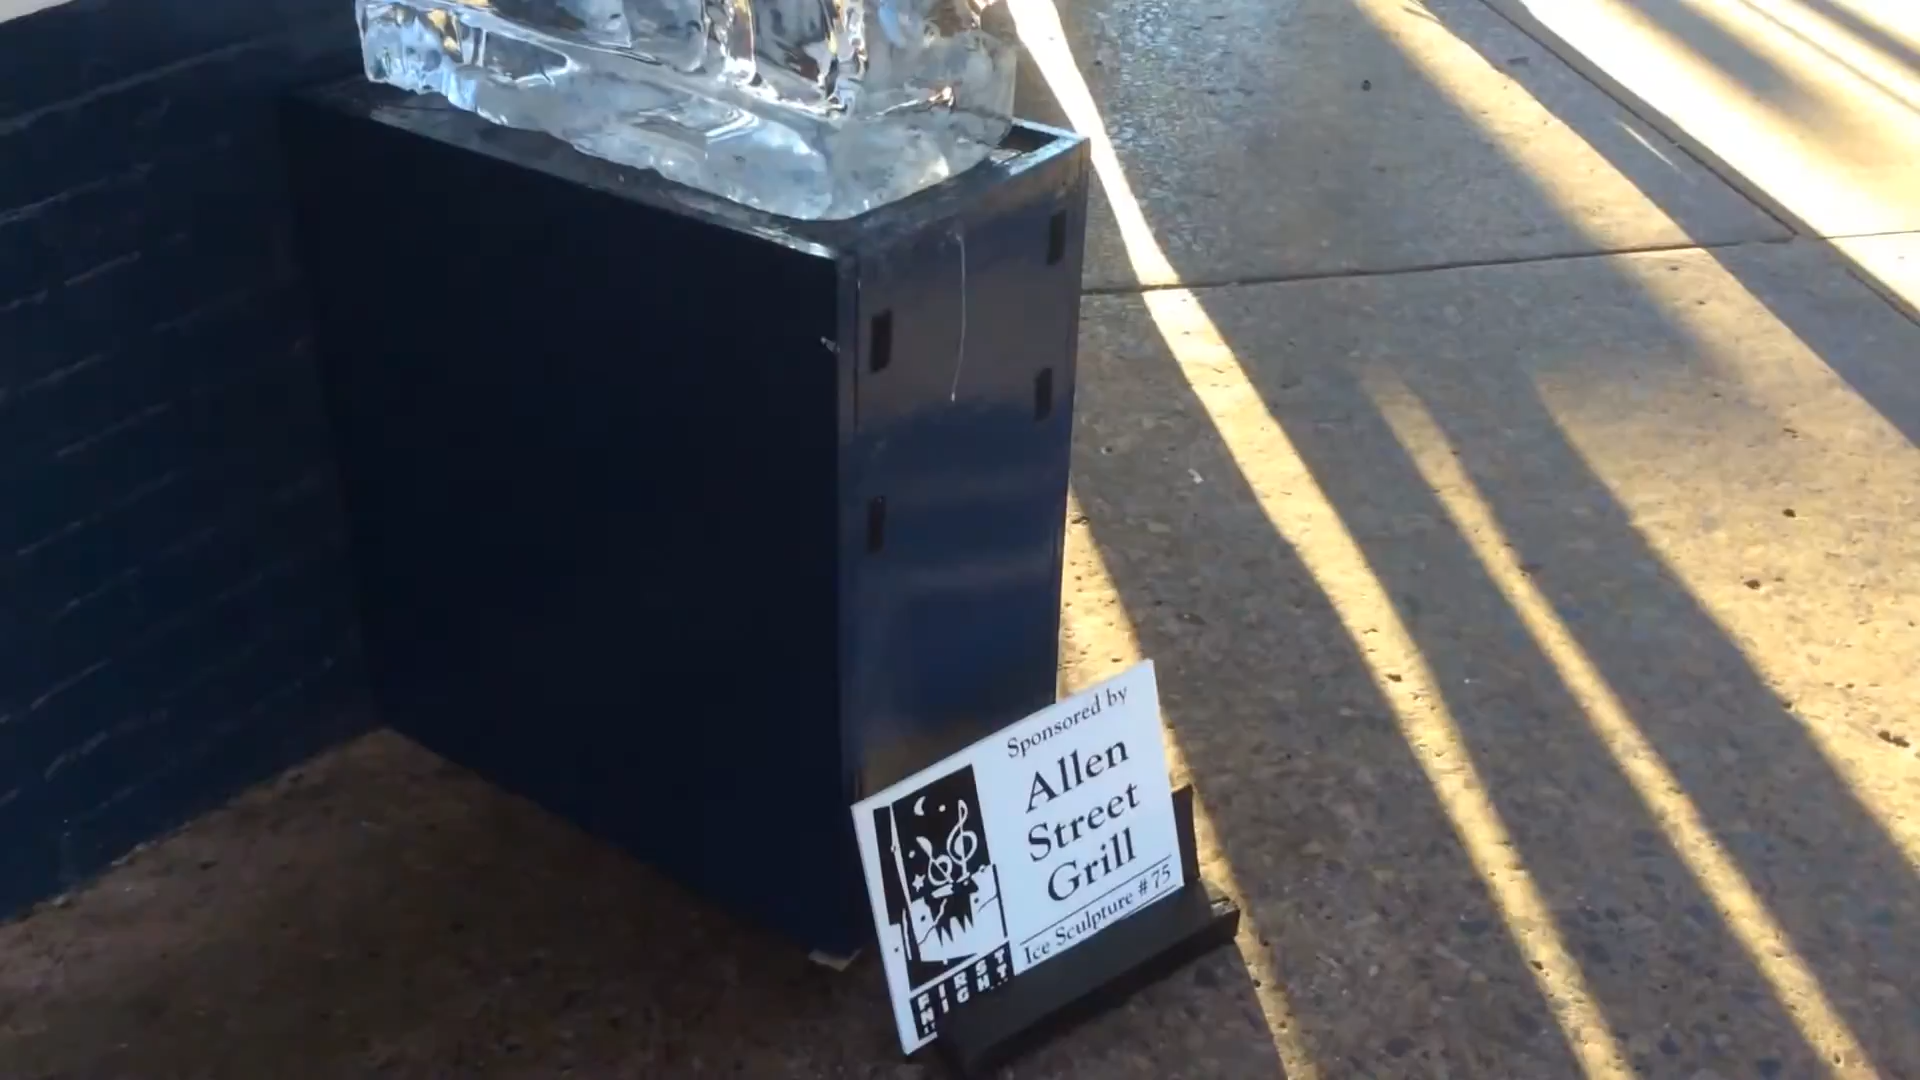 Sponsored by
Allen
Street
Grill
Ice Sculpture #75
FIRST
NIGHT